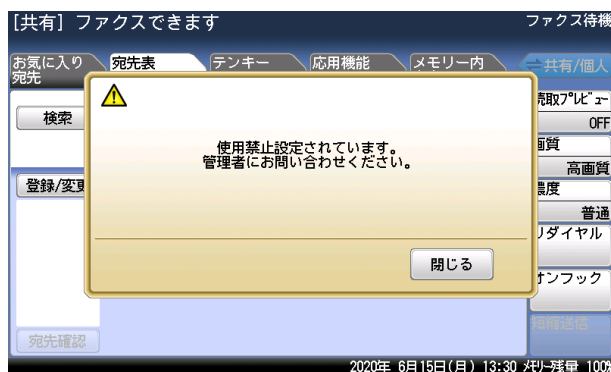 [共有] ファクスできます
ファクス待機
お気に入り
宛先
宛先表
テンキー
応用機能
メモリー内
共有/個人
検索
登録/変更
宛先確認
使用禁止設定されています。
管理者にお問い合わせください。
閉じる
読取プレビュー
OFF
画質
高画質
濃度
普通
リダイヤル
オンフック
短縮送信
2020年 6月15日(月) 13:30 メモリー残量 100%